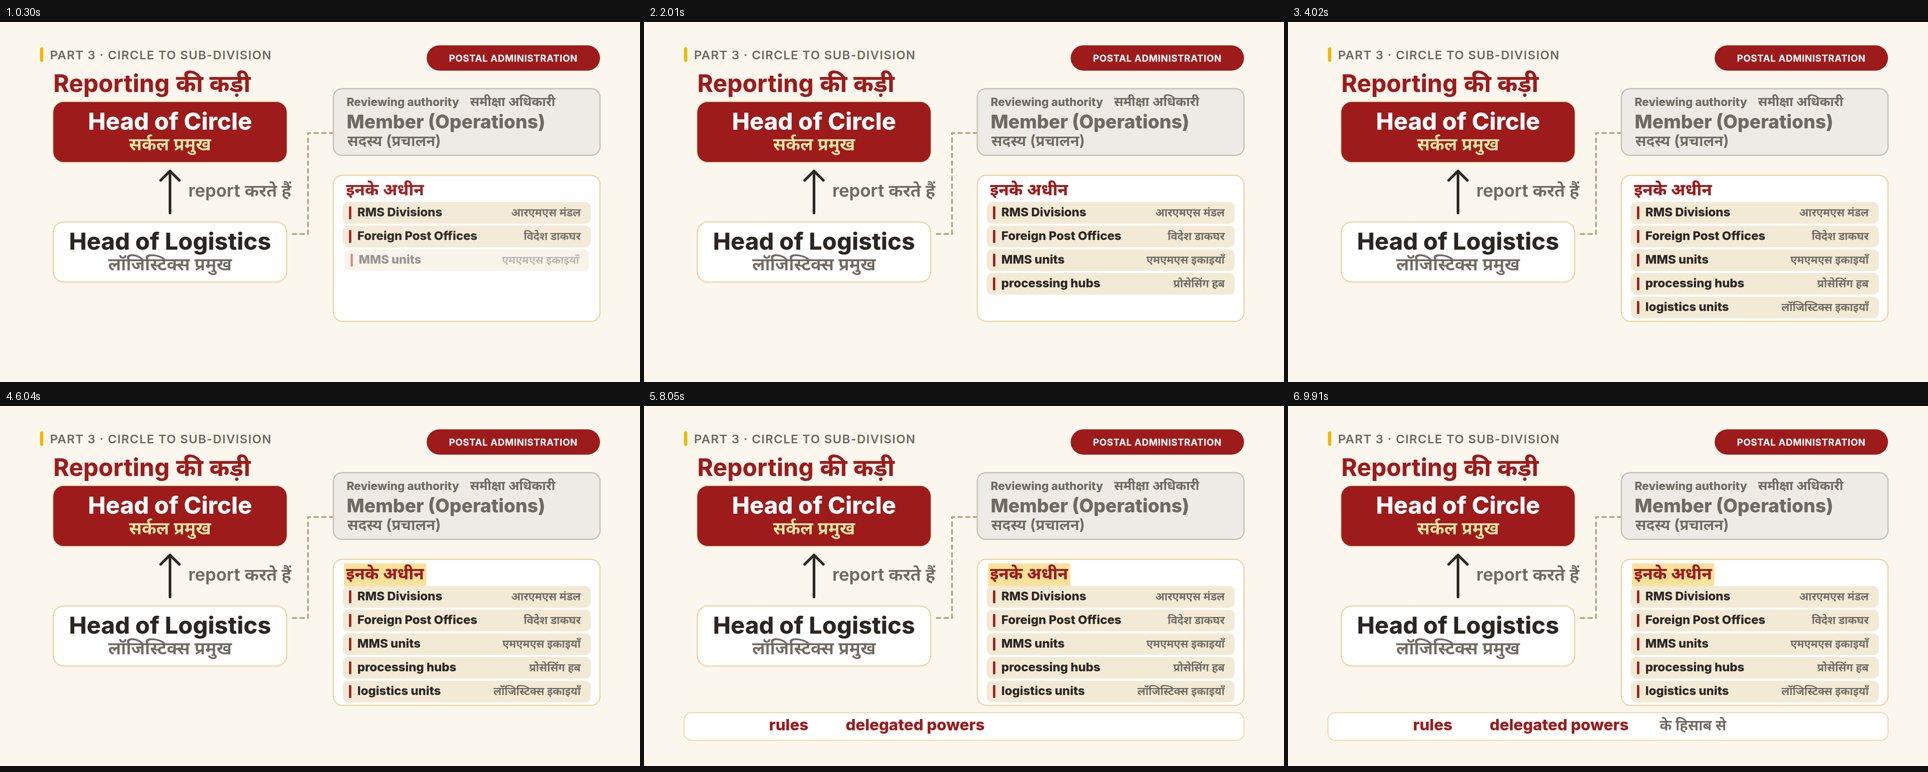 1. 0.30s
PART 3 · CIRCLE TO SUB-DIVISION
POSTAL ADMINISTRATION
Reporting की कड़ी
Head of Circle
सर्कल प्रमुख
report करते हैं
Head of Logistics
लॉजिस्टिक्स प्रमुख
Reviewing authority समीक्षा अधिकारी
Member (Operations)
सदस्य (प्रचालन)
इनके अधीन
RMS Divisions आरएमएस मंडल
Foreign Post Offices विदेश डाकघर
MMS units एमएमएस इकाइयाँ
2. 2.01s
PART 3 · CIRCLE TO SUB-DIVISION
POSTAL ADMINISTRATION
Reporting की कड़ी
Head of Circle
सर्कल प्रमुख
report करते हैं
Head of Logistics
लॉजिस्टिक्स प्रमुख
Reviewing authority समीक्षा अधिकारी
Member (Operations)
सदस्य (प्रचालन)
इनके अधीन
RMS Divisions आरएमएस मंडल
Foreign Post Offices विदेश डाकघर
MMS units एमएमएस इकाइयाँ
processing hubs प्रोसेसिंग हब
3. 4.02s
PART 3 · CIRCLE TO SUB-DIVISION
POSTAL ADMINISTRATION
Reporting की कड़ी
Head of Circle
सर्कल प्रमुख
report करते हैं
Head of Logistics
लॉजिस्टिक्स प्रमुख
Reviewing authority समीक्षा अधिकारी
Member (Operations)
सदस्य (प्रचालन)
इनके अधीन
RMS Divisions आरएमएस मंडल
Foreign Post Offices विदेश डाकघर
MMS units एमएमएस इकाइयाँ
processing hubs प्रोसेसिंग हब
logistics units लॉजिस्टिक्स इकाइयाँ
4. 6.04s
PART 3 · CIRCLE TO SUB-DIVISION
POSTAL ADMINISTRATION
Reporting की कड़ी
Head of Circle
सर्कल प्रमुख
report करते हैं
Head of Logistics
लॉजिस्टिक्स प्रमुख
Reviewing authority समीक्षा अधिकारी
Member (Operations)
सदस्य (प्रचालन)
इनके अधीन
RMS Divisions आरएमएस मंडल
Foreign Post Offices विदेश डाकघर
MMS units एमएमएस इकाइयाँ
processing hubs प्रोसेसिंग हब
logistics units लॉजिस्टिक्स इकाइयाँ
5. 8.05s
PART 3 · CIRCLE TO SUB-DIVISION
POSTAL ADMINISTRATION
Reporting की कड़ी
Head of Circle
सर्कल प्रमुख
report करते हैं
Head of Logistics
लॉजिस्टिक्स प्रमुख
Reviewing authority समीक्षा अधिकारी
Member (Operations)
सदस्य (प्रचालन)
इनके अधीन
RMS Divisions आरएमएस मंडल
Foreign Post Offices विदेश डाकघर
MMS units एमएमएस इकाइयाँ
processing hubs प्रोसेसिंग हब
logistics units लॉजिस्टिक्स इकाइयाँ
rules delegated powers
6. 9.91s
PART 3 · CIRCLE TO SUB-DIVISION
POSTAL ADMINISTRATION
Reporting की कड़ी
Head of Circle
सर्कल प्रमुख
report करते हैं
Head of Logistics
लॉजिस्टिक्स प्रमुख
Reviewing authority समीक्षा अधिकारी
Member (Operations)
सदस्य (प्रचालन)
इनके अधीन
RMS Divisions आरएमएस मंडल
Foreign Post Offices विदेश डाकघर
MMS units एमएमएस इकाइयाँ
processing hubs प्रोसेसिंग हब
logistics units लॉजिस्टिक्स इकाइयाँ
rules delegated powers के हिसाब से